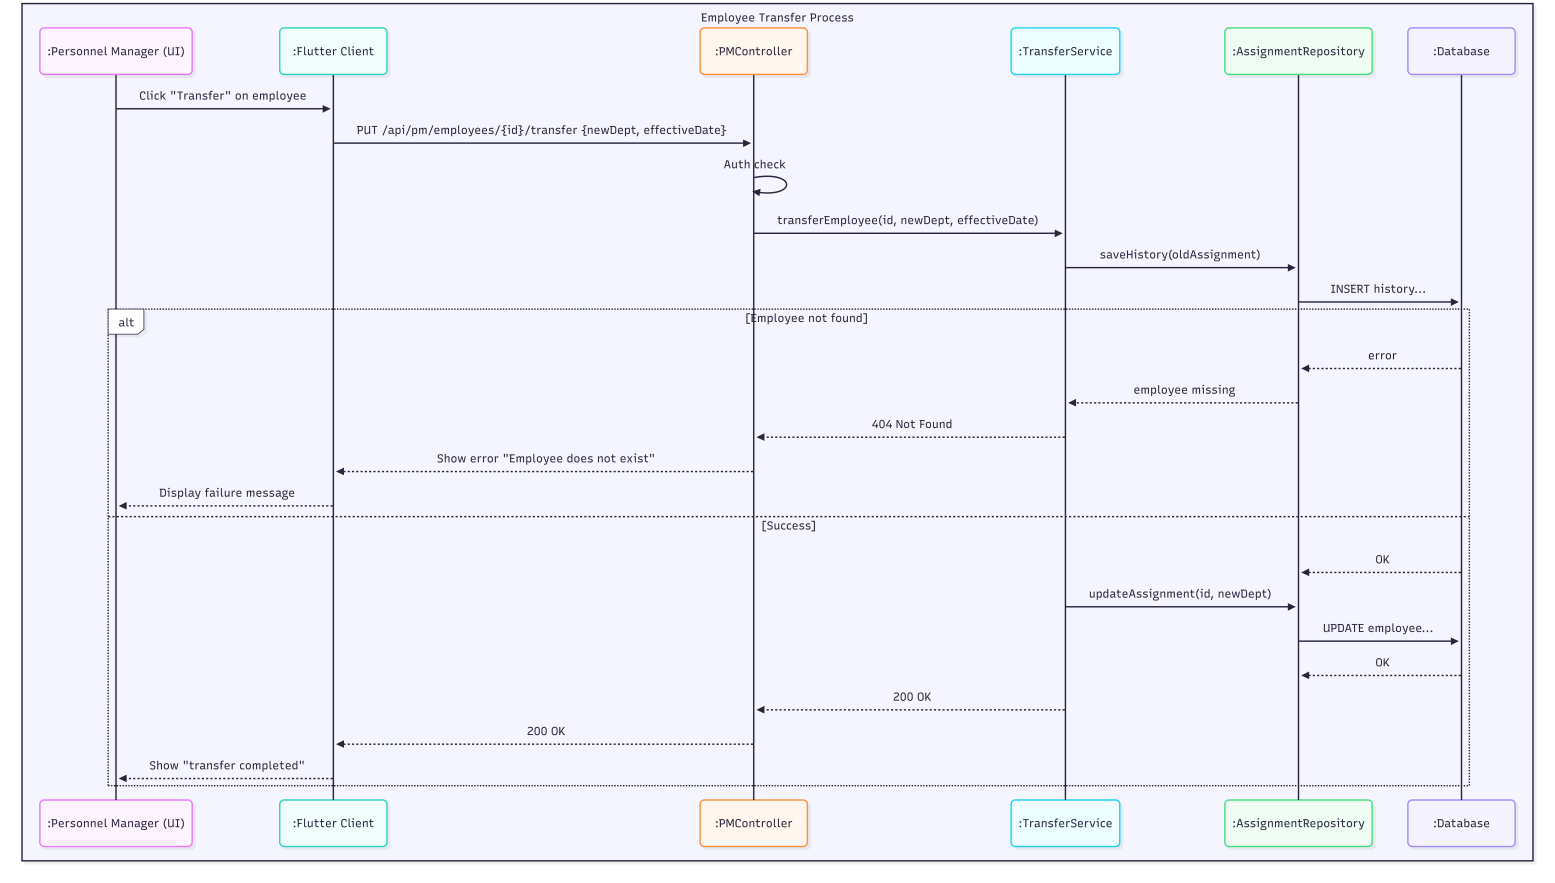 Employee Transfer Process
:Personnel Manager (UI)
:Flutter Client
:PMController
:TransferService
:AssignmentRepository
:Database
Click "Transfer" on employee
PUT /api/pm/employees/{id}/transfer {newDept, effectiveDate}
Auth check
transferEmployee(id, newDept, effectiveDate)
saveHistory(oldAssignment)
INSERT history...
alt
[Employee not found]
error
employee missing
404 Not Found
Show error "Employee does not exist"
Display failure message
[Success]
OK
updateAssignment(id, newDept)
UPDATE employee...
OK
200 OK
200 OK
Show "transfer completed"
:Personnel Manager (UI)
:Flutter Client
:PMController
:TransferService
:AssignmentRepository
:Database